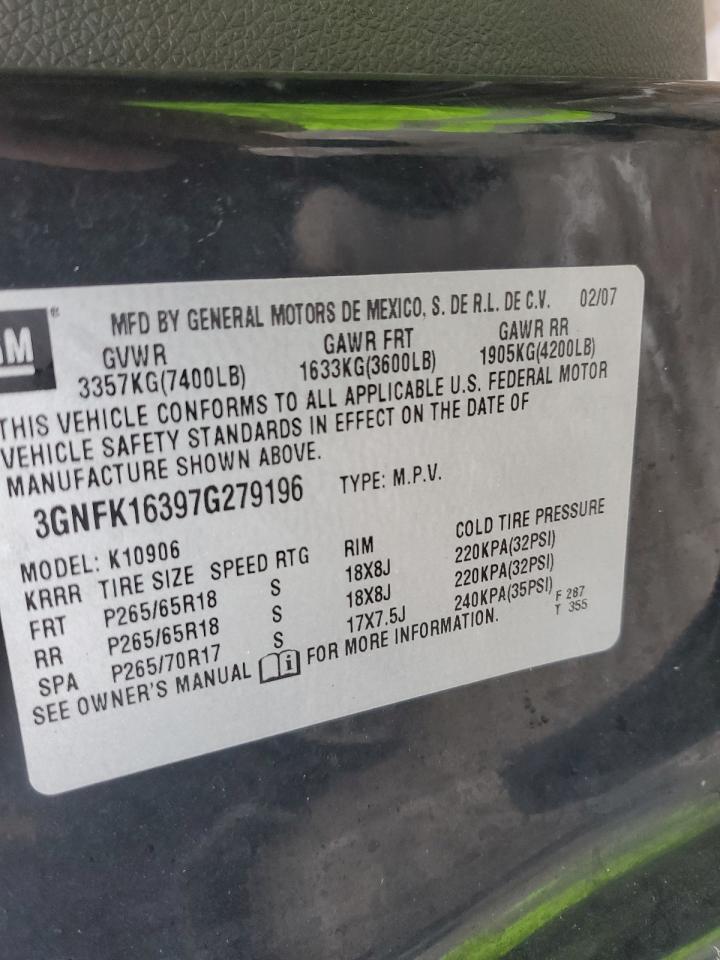 GM ®
MFD BY GENERAL MOTORS DE MEXICO, S. DE R.L. DE C.V. 02/07
GVWR GAWR FRT GAWR RR
3357KG(7400LB) 1633KG(3600LB) 1905KG(4200LB)
THIS VEHICLE CONFORMS TO ALL APPLICABLE U.S. FEDERAL MOTOR
VEHICLE SAFETY STANDARDS IN EFFECT ON THE DATE OF
MANUFACTURE SHOWN ABOVE.
3GNFK16397G279196 TYPE: M.P.V.
MODEL: K10906
KRRR TIRE SIZE SPEED RTG RIM COLD TIRE PRESSURE
FRT P265/65R18 S 18X8J 220KPA(32PSI)
RR P265/65R18 S 18X8J 220KPA(32PSI)
SPA P265/70R17 S 17X7.5J 240KPA(35PSI) F 287
SEE OWNER'S MANUAL i FOR MORE INFORMATION. T 355